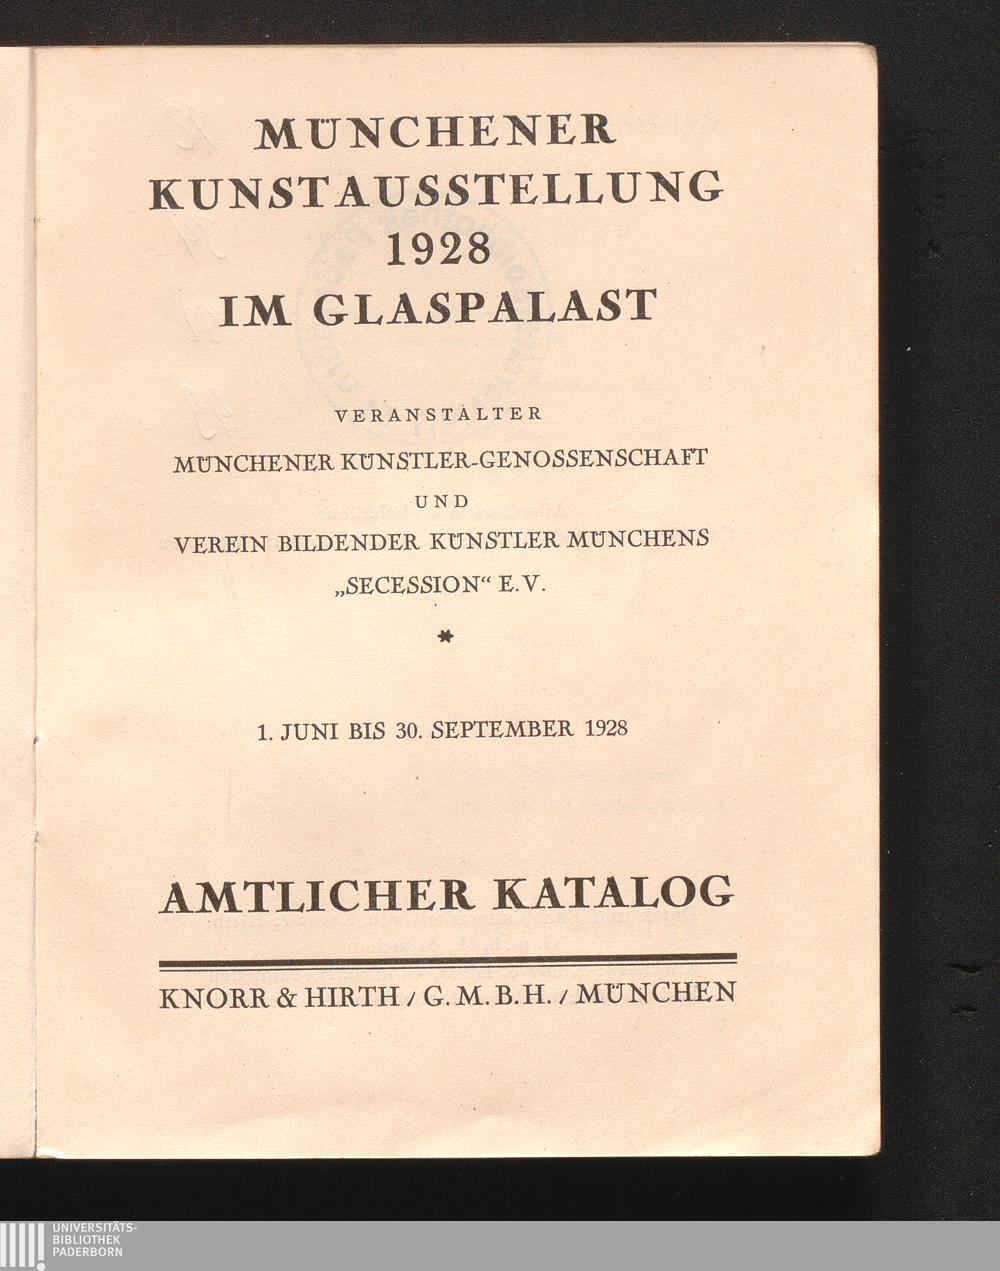 MÜNCHENER
KUNSTAUSSTELLUNG
1928
IM GLASPALAST
VERANSTALTER
MÜNCHENER KÜNSTLER-GENOSSENSCHAFT
UND
VEREIN BILDENDER KÜNSTLER MÜNCHENS
„SECESSION“ E.V.
*
1. JUNI BIS 30. SEPTEMBER 1928
AMTLICHER KATALOG
KNORR & HIRTH / G.M.B.H. / MÜNCHEN
UNIVERSITÄTS-
BIBLIOTHEK
PADERBORN